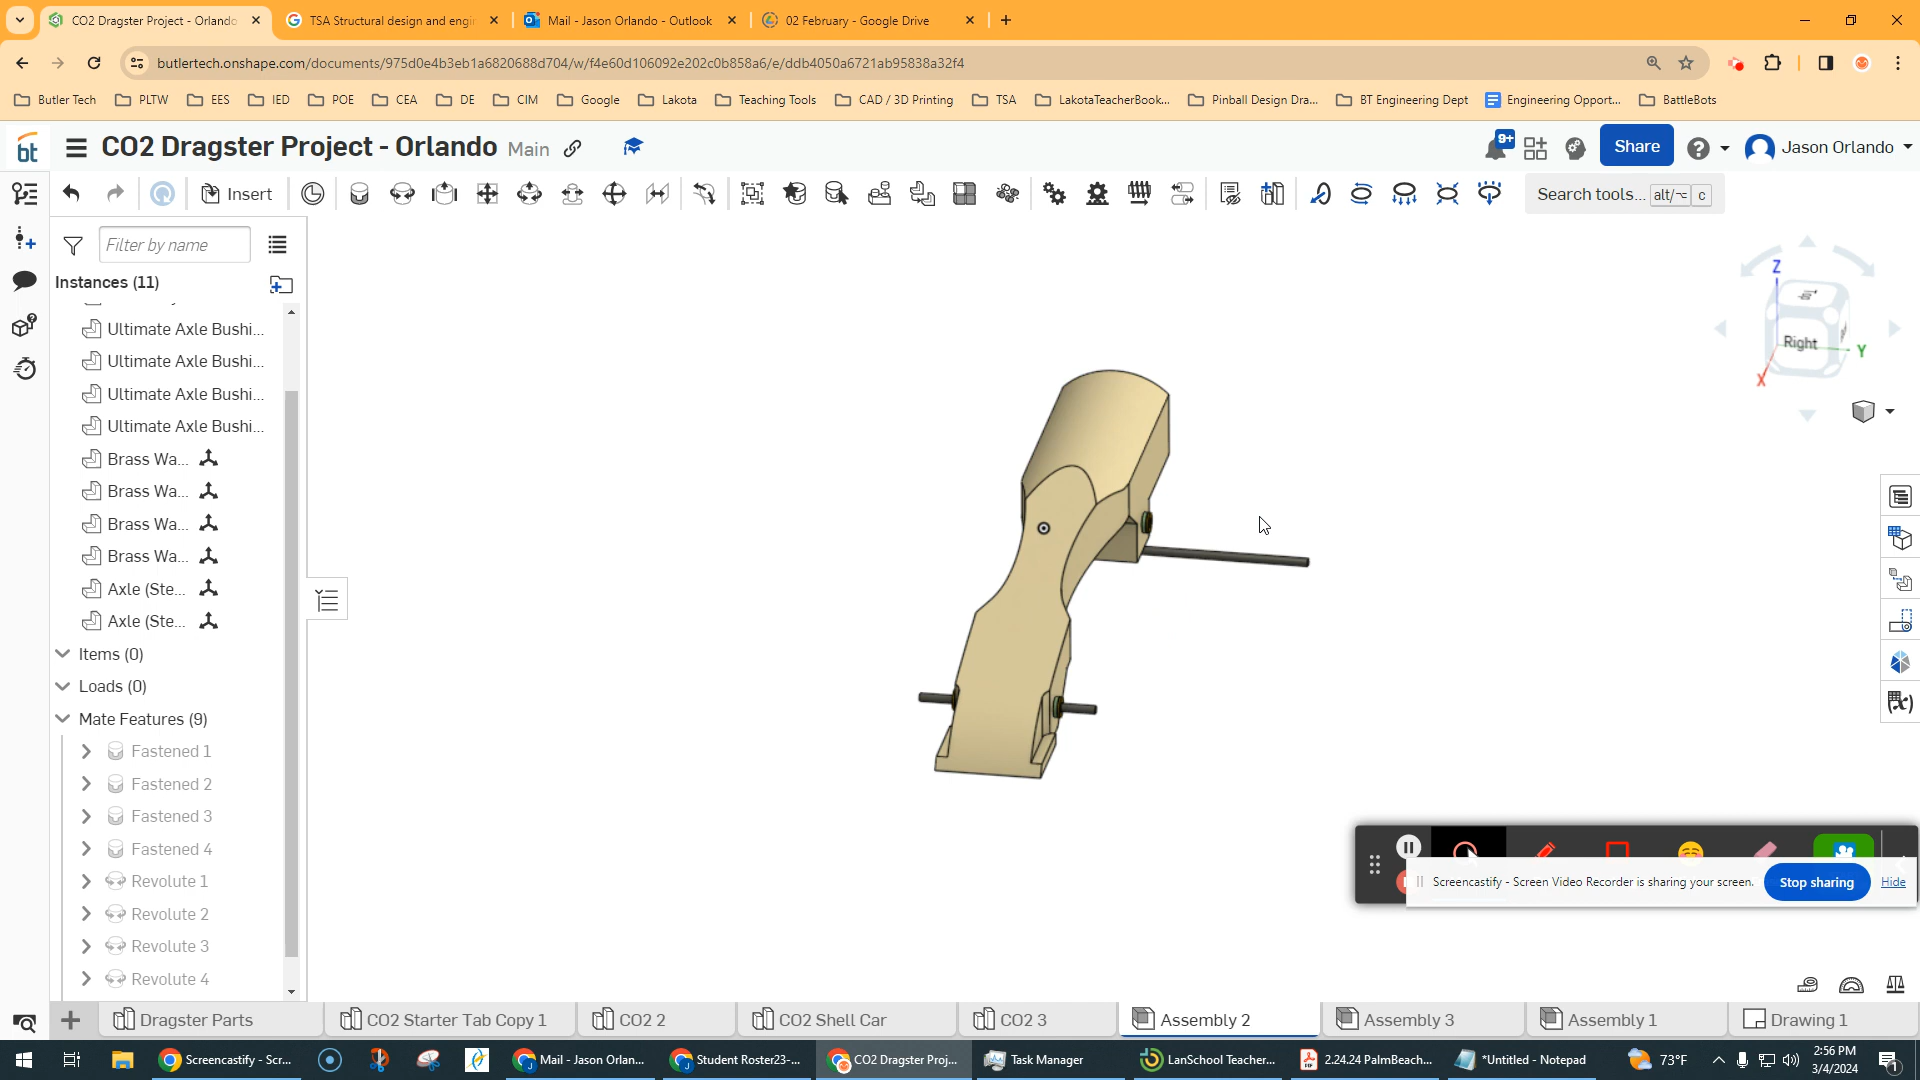 CO2 Dragster Project - Orlando
TSA Structural design and engin
Mail - Jason Orlando - Outlook
02 February - Google Drive
butlertech.onshape.com/documents/975d0e4b3eb1a6820688d704/w/f4e60d106092e202c0b858a6/e/ddb4050a6721ab95838a32f4
Butler Tech
PLTW
EES
IED
POE
CEA
DE
CIM
Google
Lakota
Teaching Tools
CAD / 3D Printing
TSA
LakotaTeacherBook...
Pinball Design Dra...
BT Engineering Dept
Engineering Opport...
BattleBots
bt
CO2 Dragster Project - Orlando
Main
9+
Share
Jason Orlando
Insert
Search tools... alt/⌥ c
Filter by name
Instances (11)
Ultimate Axle Bushi...
Ultimate Axle Bushi...
Ultimate Axle Bushi...
Ultimate Axle Bushi...
Brass Wa...
Brass Wa...
Brass Wa...
Brass Wa...
Axle (Ste...
Axle (Ste...
Items (0)
Loads (0)
Mate Features (9)
Fastened 1
Fastened 2
Fastened 3
Fastened 4
Revolute 1
Revolute 2
Revolute 3
Revolute 4
Z
Top
Right
Y
X
Screencastify - Screen Video Recorder is sharing your screen.
Stop sharing
Hide
Dragster Parts
CO2 Starter Tab Copy 1
CO2 2
CO2 Shell Car
CO2 3
Assembly 2
Assembly 3
Assembly 1
Drawing 1
Screencastify - Scr...
Mail - Jason Orlan...
Student Roster23-...
CO2 Dragster Proj...
Task Manager
LanSchool Teacher...
2.24.24 PalmBeach...
*Untitled - Notepad
73°F
2:56 PM
3/4/2024
1